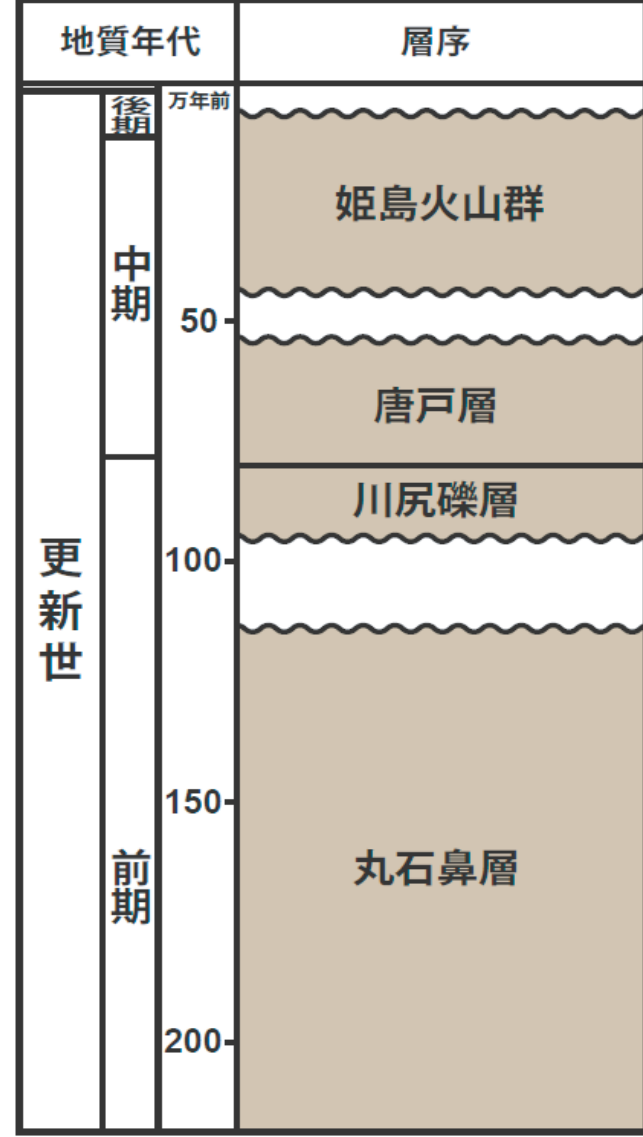 地質年代
層序
後期
万年前
姫島火山群
中期
50
唐戸層
川尻礫層
更新世
100
150
前期
丸石鼻層
200